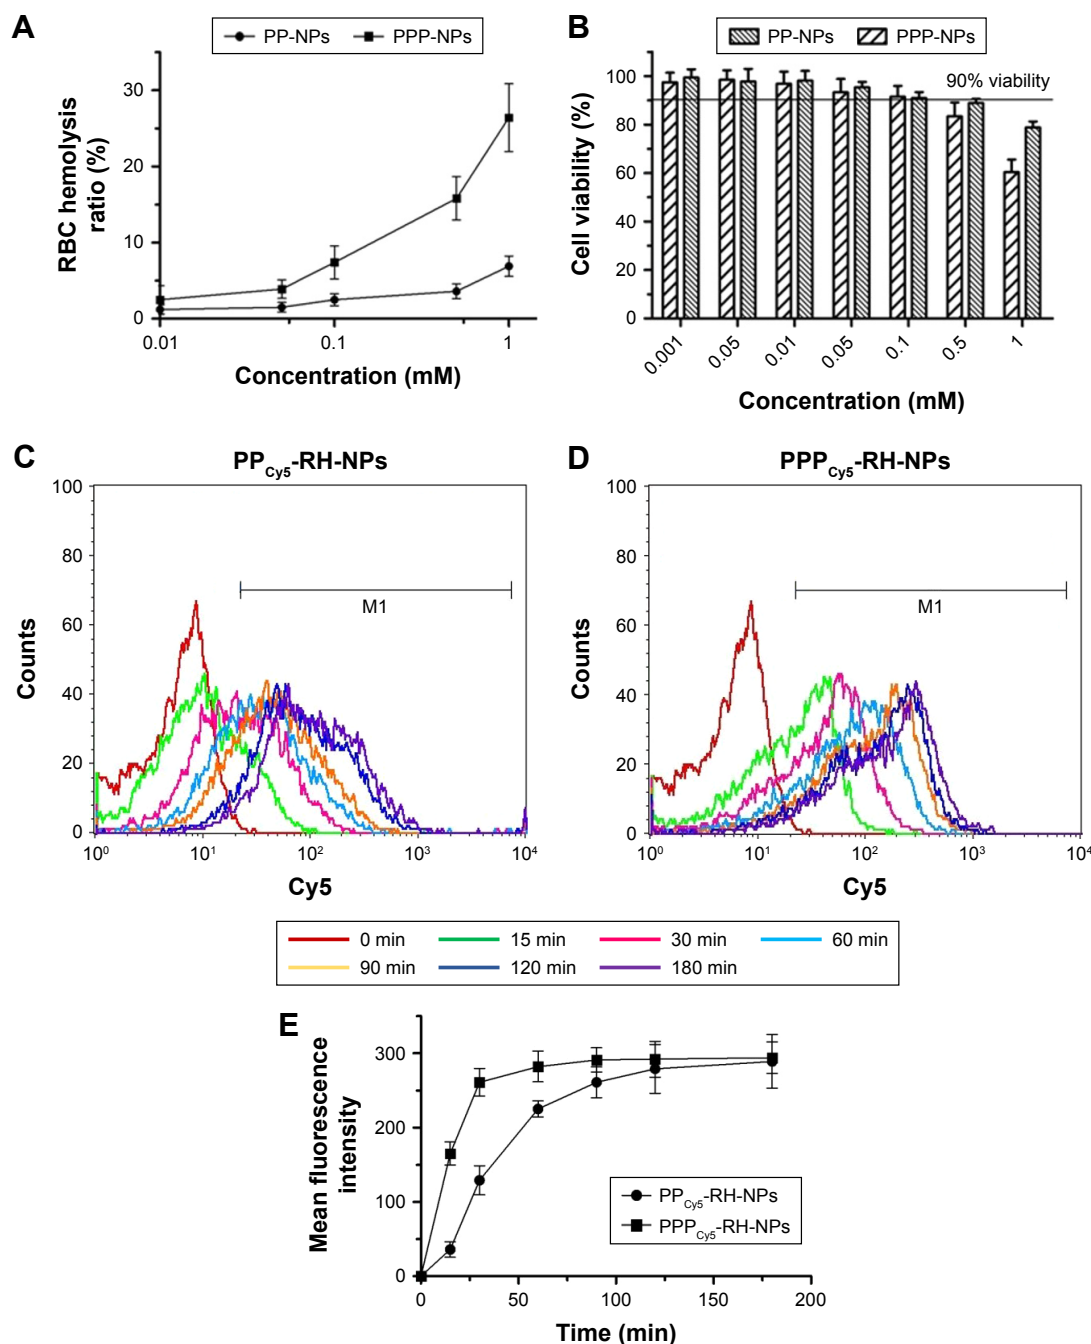 A
PP-NPs PPP-NPs
RBC hemolysis
ratio (%)
30
20
10
0
0.01 0.1 1
Concentration (mM)
B
PP-NPs PPP-NPs
90% viability
Cell viability (%)
100
80
60
40
20
0
0.001 0.05 0.01 0.05 0.1 0.5 1
Concentration (mM)
C
PPCy5-RH-NPs
Counts
100
80
60
40
20
0
M1
10⁰ 10¹ 10² 10³ 10⁴
Cy5
D
PPPCy5-RH-NPs
Counts
100
80
60
40
20
0
M1
10⁰ 10¹ 10² 10³ 10⁴
Cy5
0 min 15 min 30 min 60 min
90 min 120 min 180 min
E
Mean fluorescence
intensity
300
200
100
0
PPCy5-RH-NPs
PPPCy5-RH-NPs
0 50 100 150 200
Time (min)